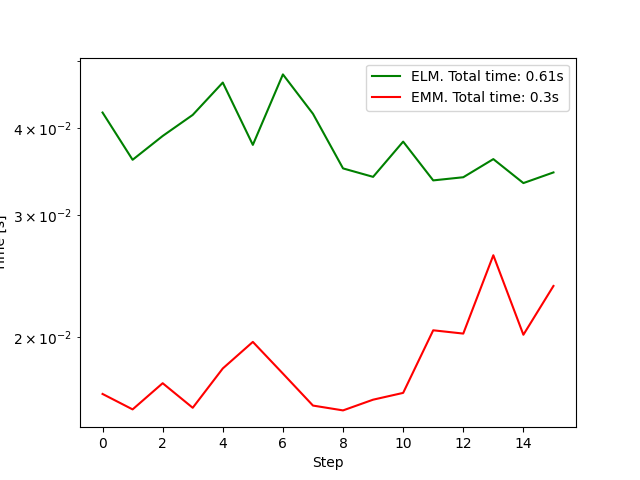 ELM. Total time: 0.61s
EMM. Total time: 0.3s
4 × 10⁻²
3 × 10⁻²
2 × 10⁻²
Time [s]
0 2 4 6 8 10 12 14
Step